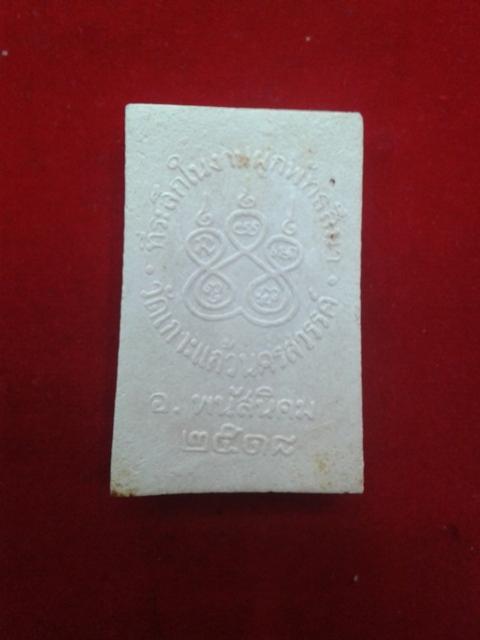 ที่ระลึกในงานผูกพัทธสีมา
วัดเกาะแก้วนครสวรรค์
อ. พนัสนิคม
๒๕๑๘